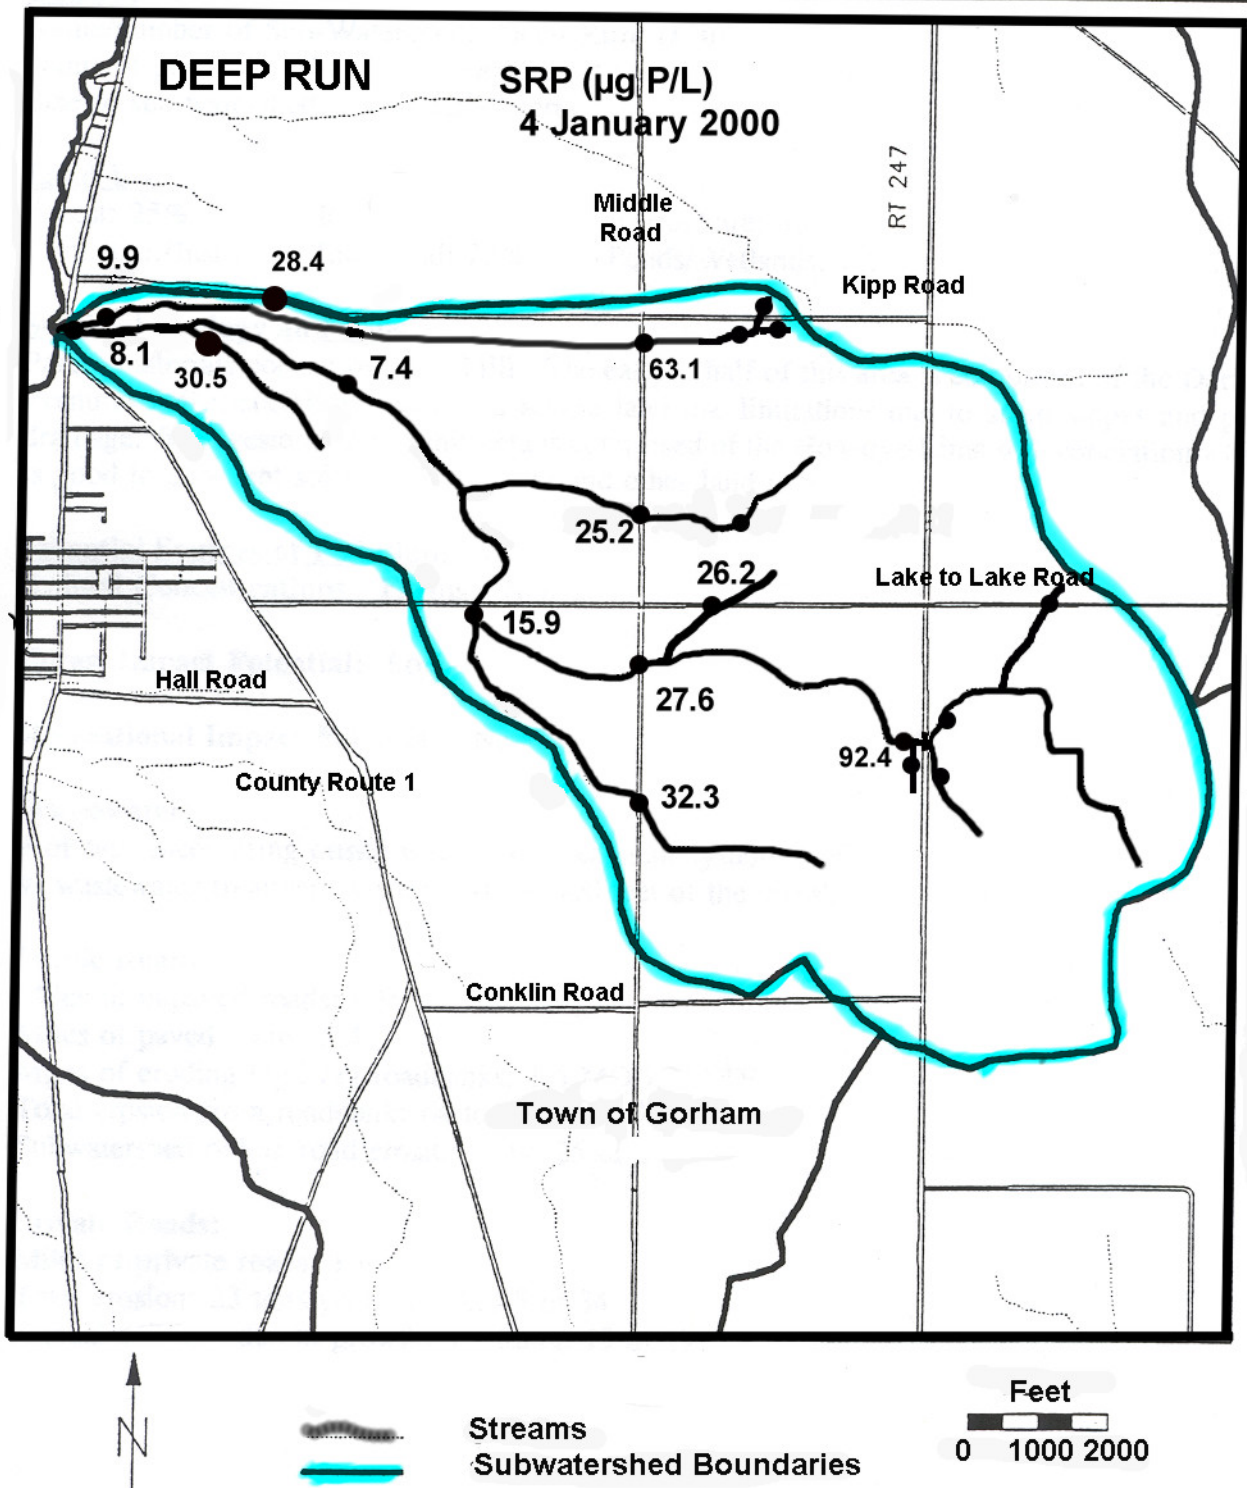 DEEP RUN
SRP (µg P/L)
4 January 2000
RT 247
Middle
Road
9.9
28.4
Kipp Road
8.1
30.5
7.4
63.1
25.2
26.2
Lake to Lake Road
15.9
Hall Road
27.6
92.4
County Route 1
32.3
Conklin Road
Town of Gorham
N
Streams
Subwatershed Boundaries
Feet
0 1000 2000